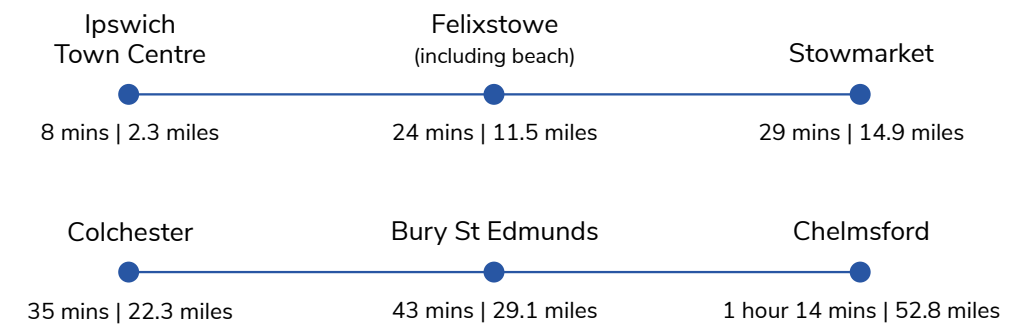 Ipswich
Town Centre
8 mins | 2.3 miles
Felixstowe
(including beach)
24 mins | 11.5 miles
Stowmarket
29 mins | 14.9 miles
Colchester
35 mins | 22.3 miles
Bury St Edmunds
43 mins | 29.1 miles
Chelmsford
1 hour 14 mins | 52.8 miles